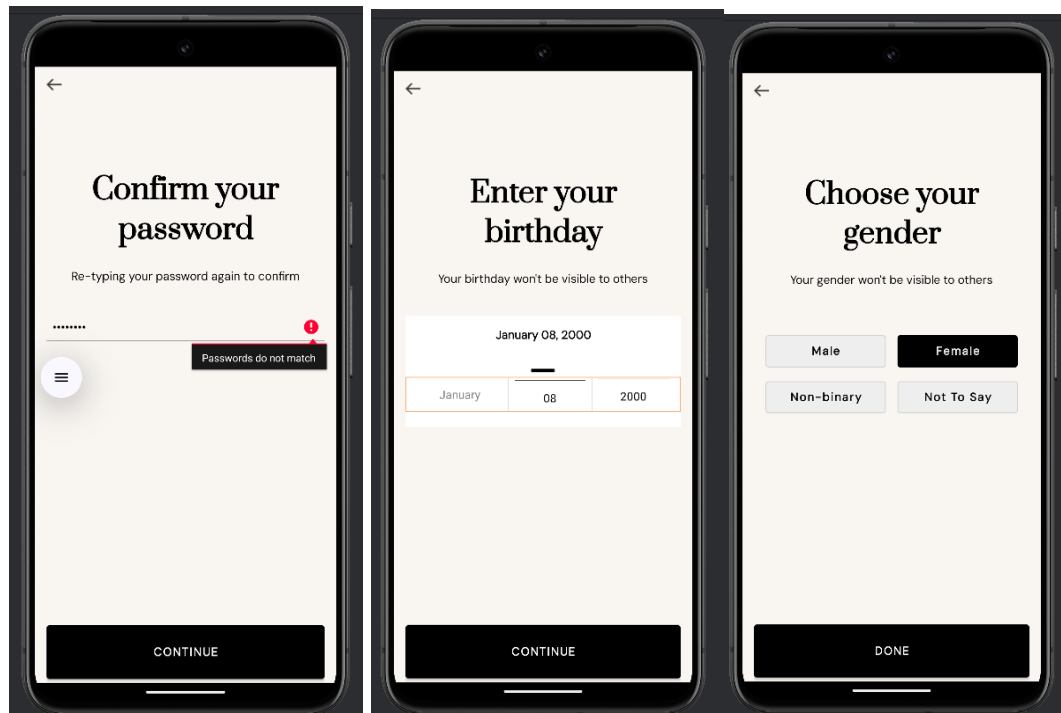 Confirm your
password
Re-typing your password again to confirm
••••••••
Passwords do not match
CONTINUE
Enter your
birthday
Your birthday won't be visible to others
January 08, 2000
January 08 2000
CONTINUE
Choose your
gender
Your gender won't be visible to others
Male Female
Non-binary Not To Say
DONE